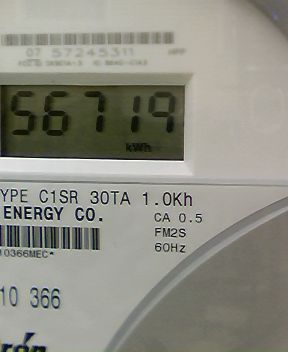 07 57245311
56719
kWh
YPE C1SR 30TA 1.0Kh
ENERGY CO.
CA 0.5
FM2S
60Hz
10366MEC*
10 366
rón